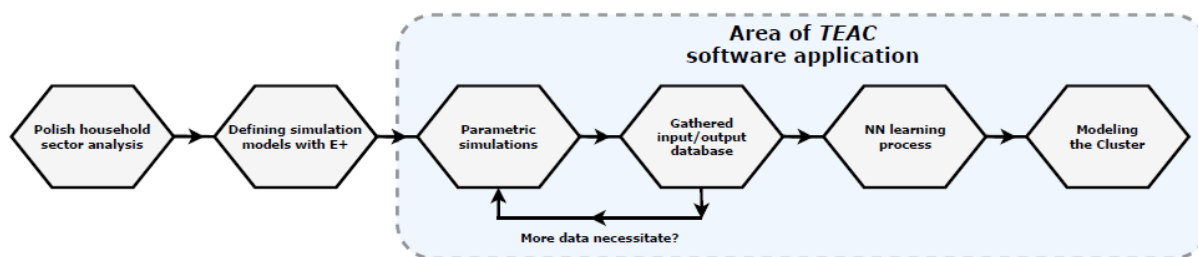 Area of TEAC
software application
Polish household
sector analysis
Defining simulation
models with E+
Parametric
simulations
Gathered
input/output
database
NN learning
process
Modeling
the Cluster
More data necessitate?